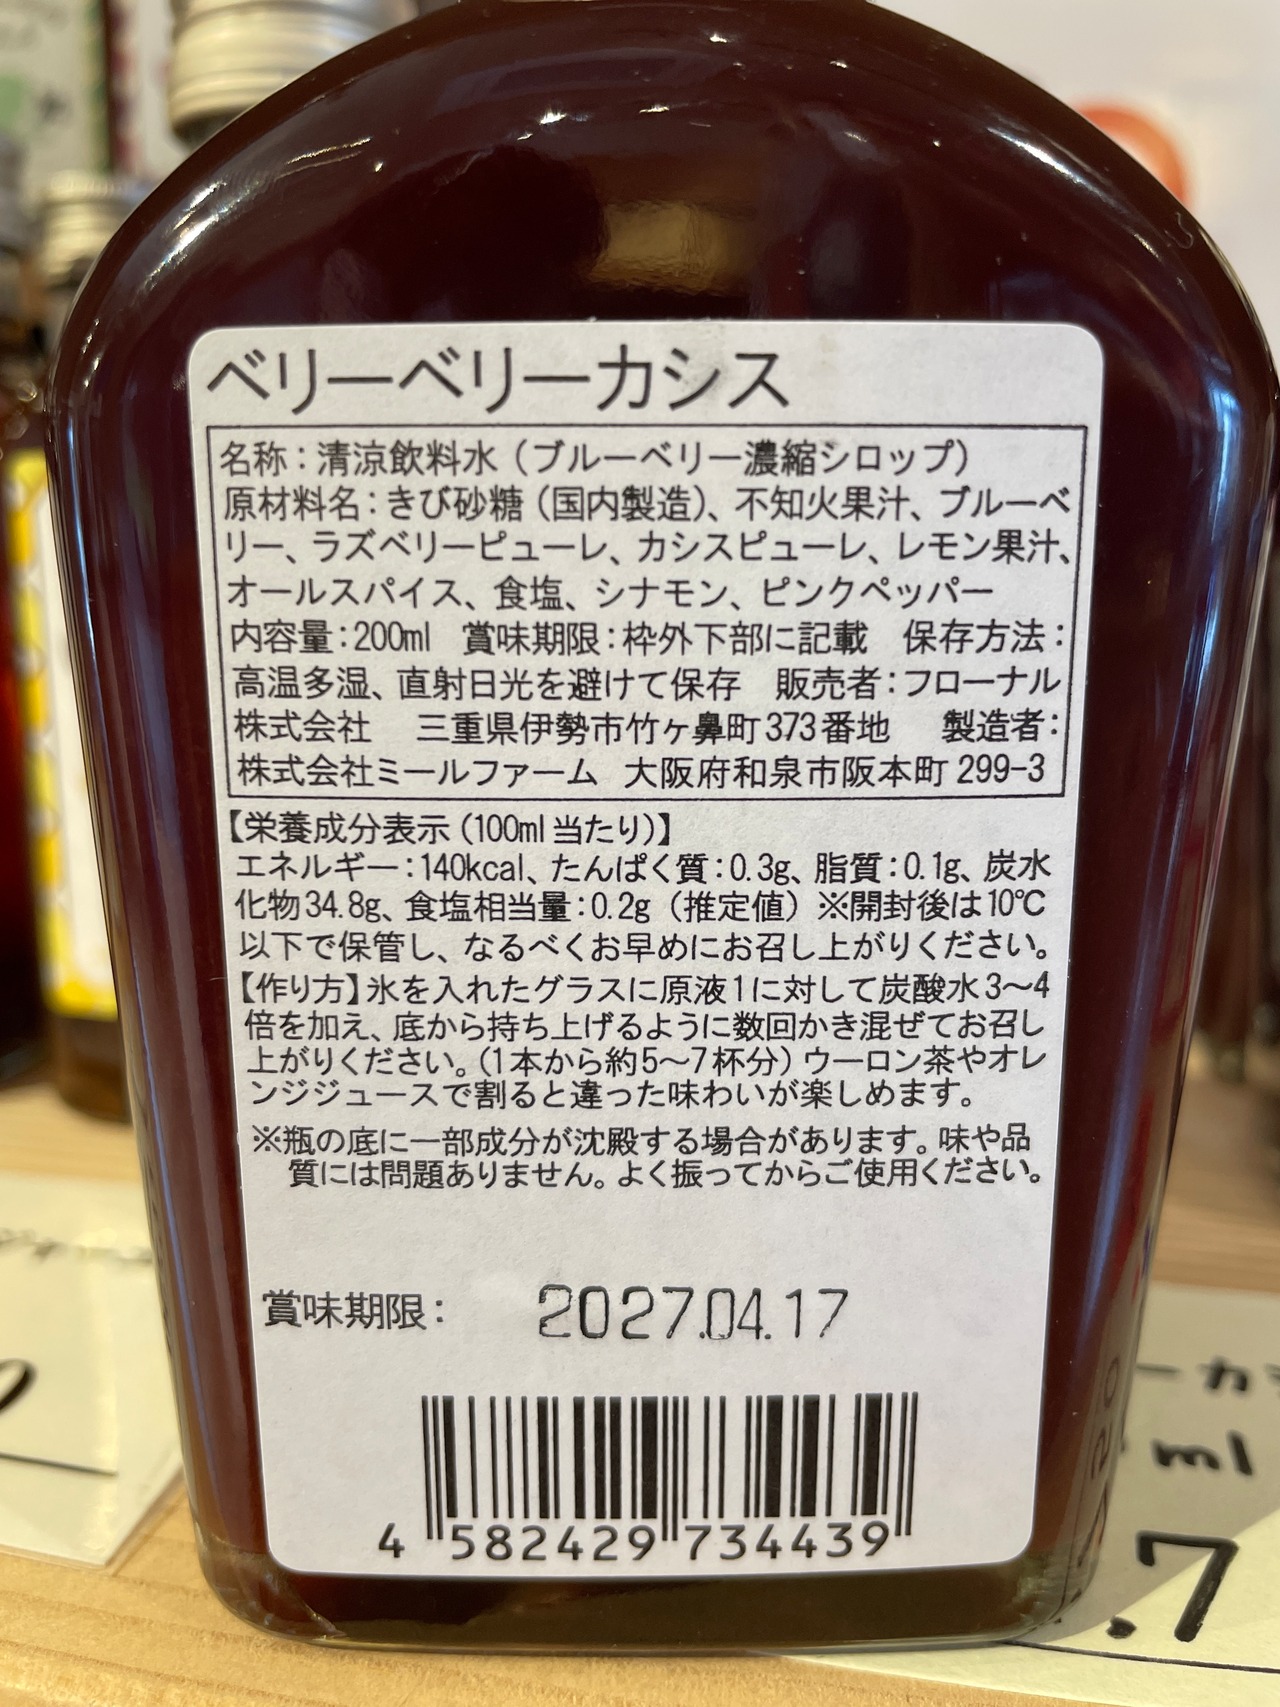 ベリーベリーカシス
名称：清涼飲料水（ブルーベリー濃縮シロップ）
原材料名：きび砂糖（国内製造）、不知火果汁、ブルーベ
リー、ラズベリーピューレ、カシスピューレ、レモン果汁、
オールスパイス、食塩、シナモン、ピンクペッパー
内容量：200ml　賞味期限：枠外下部に記載　保存方法：
高温多湿、直射日光を避けて保存　販売者：フローナル
株式会社　三重県伊勢市竹ヶ鼻町373番地　製造者：
株式会社ミールファーム　大阪府和泉市阪本町 299-3
【栄養成分表示（100ml当たり）】
エネルギー：140kcal、たんぱく質：0.3g、脂質：0.1g、炭水
化物34.8g、食塩相当量：0.2g（推定値）※開封後は10℃
以下で保管し、なるべくお早めにお召し上がりください。
【作り方】氷を入れたグラスに原液1に対して炭酸水3〜4
倍を加え、底から持ち上げるように数回かき混ぜてお召し
上がりください。（1本から約5〜7杯分）ウーロン茶やオレ
ンジジュースで割ると違った味わいが楽しめます。
※瓶の底に一部成分が沈殿する場合があります。味や品
質には問題ありません。よく振ってからご使用ください。
賞味期限：2027.04.17
4 582429 734439
ーカ
ml
.7